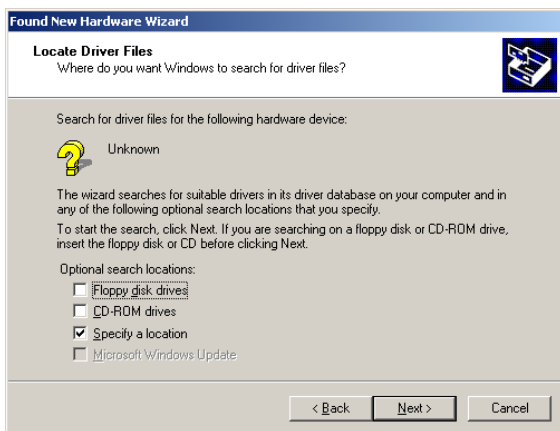 Found New Hardware Wizard
Locate Driver Files
Where do you want Windows to search for driver files?
Search for driver files for the following hardware device:
Unknown
The wizard searches for suitable drivers in its driver database on your computer and in
any of the following optional search locations that you specify.
To start the search, click Next. If you are searching on a floppy disk or CD-ROM drive,
insert the floppy disk or CD before clicking Next.
Optional search locations:
Floppy disk drives
CD-ROM drives
Specify a location
Microsoft Windows Update
< Back Next > Cancel